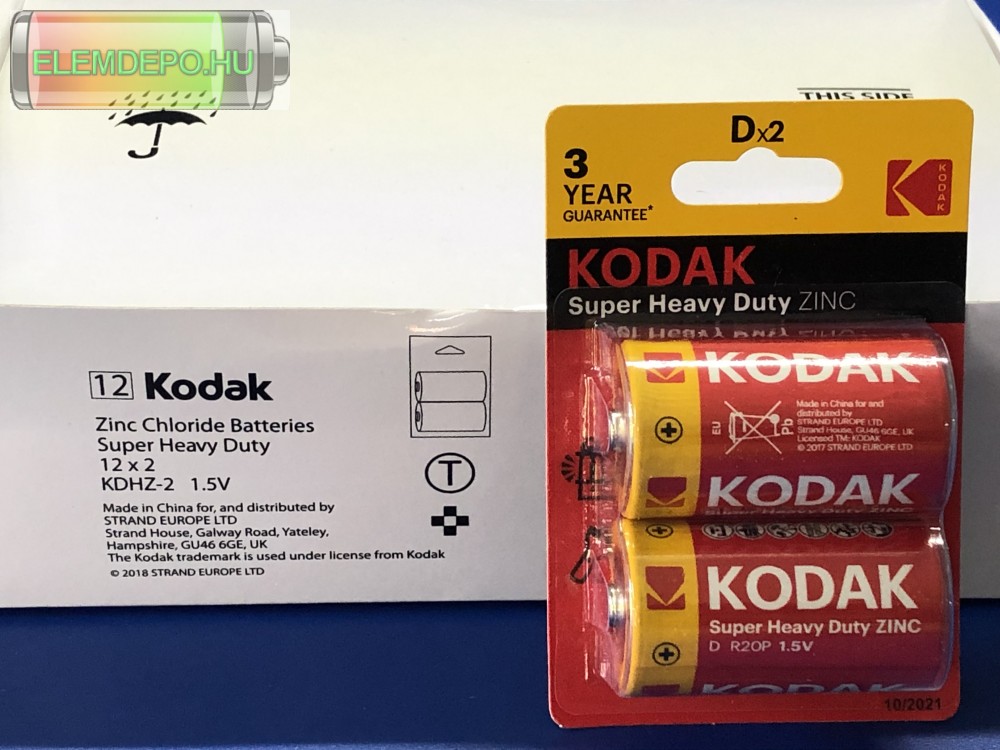 ELEMDEPO.HU
THIS SIDE
12 Kodak
Zinc Chloride Batteries
Super Heavy Duty
12 x 2
KDHZ-2 1.5V
Made in China for, and distributed by
STRAND EUROPE LTD
Strand House, Galway Road, Yateley,
Hampshire, GU46 6GE, UK
The Kodak trademark is used under license from Kodak
© 2018 STRAND EUROPE LTD
T
Dx2
3
YEAR
GUARANTEE*
KODAK
KODAK
Super Heavy Duty ZINC
KODAK
EU
Pb
Made in China for and
distributed by
STRAND EUROPE LTD
Strand House, GU46 6GE, UK
Licensed TM: KODAK
© 2017 STRAND EUROPE LTD
KODAK
Super Heavy Duty ZINC
KODAK
Super Heavy Duty ZINC
D R20P 1.5V
KODAK
10/2021